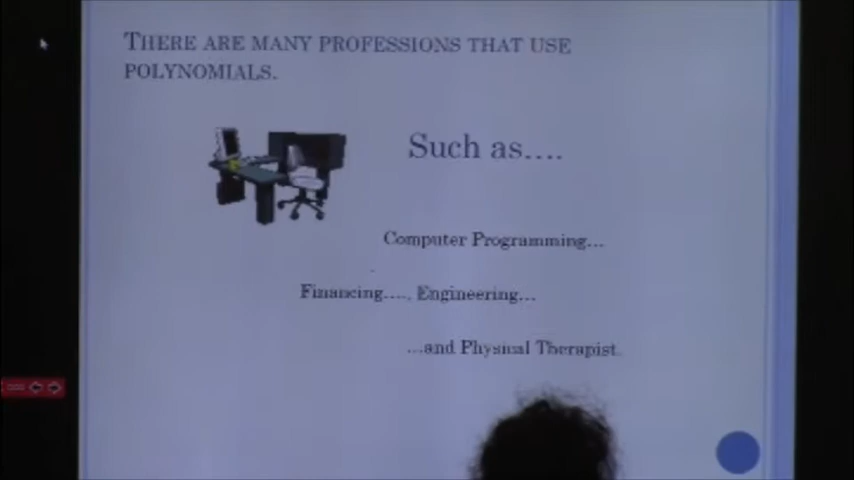 THERE ARE MANY PROFESSIONS THAT USE
POLYNOMIALS.
Such as....
Computer Programming...
Financing...., Engineering...
...and Physical Therapist.